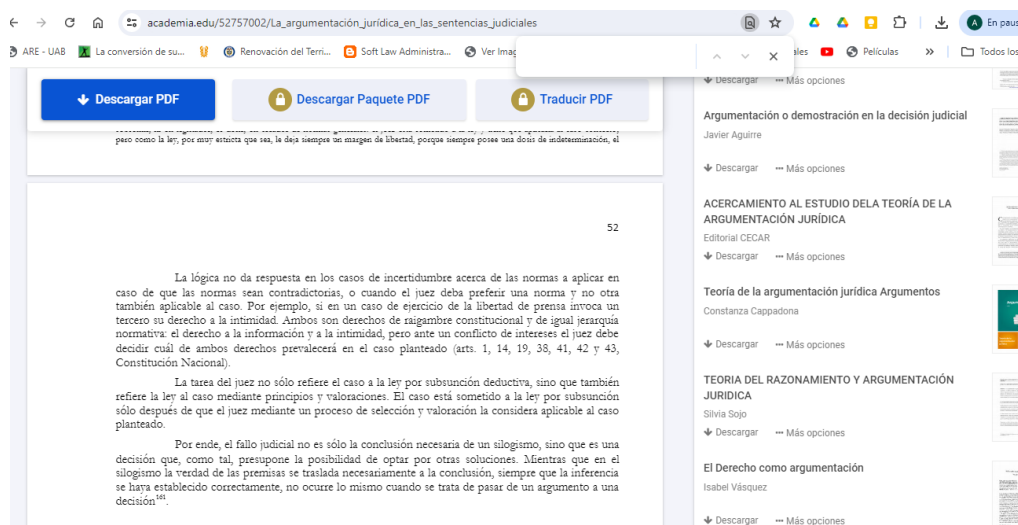 academia.edu/52757002/La_argumentación_jurídica_en_las_sentencias_judiciales
A
En paus
ARE - UAB
La conversión de su...
Renovación del Terri...
Soft Law Administra...
Ver Imag
ales
Películas
»
Todos los
Descargar PDF
Descargar Paquete PDF
Traducir PDF
pero como la ley, por muy estricta que sea, le deja siempre un margen de libertad, porque siempre posee una dosis de indeterminación, el
52
La lógica no da respuesta en los casos de incertidumbre acerca de las normas a aplicar en
caso de que las normas sean contradictorias, o cuando el juez deba preferir una norma y no otra
también aplicable al caso. Por ejemplo, si en un caso de ejercicio de la libertad de prensa invoca un
tercero su derecho a la intimidad. Ambos son derechos de raigambre constitucional y de igual jerarquía
normativa: el derecho a la información y a la intimidad, pero ante un conflicto de intereses el juez debe
decidir cuál de ambos derechos prevalecerá en el caso planteado (arts. 1, 14, 19, 38, 41, 42 y 43,
Constitución Nacional).
La tarea del juez no sólo refiere el caso a la ley por subsunción deductiva, sino que también
refiere la ley al caso mediante principios y valoraciones. El caso está sometido a la ley por subsunción
sólo después de que el juez mediante un proceso de selección y valoración la considera aplicable al caso
planteado.
Por ende, el fallo judicial no es sólo la conclusión necesaria de un silogismo, sino que es una
decisión que, como tal, presupone la posibilidad de optar por otras soluciones. Mientras que en el
silogismo la verdad de las premisas se traslada necesariamente a la conclusión, siempre que la inferencia
se haya establecido correctamente, no ocurre lo mismo cuando se trata de pasar de un argumento a una
decisión161.
Descargar ••• Más opciones
Argumentación o demostración en la decisión judicial
Javier Aguirre
Descargar ••• Más opciones
ACERCAMIENTO AL ESTUDIO DELA TEORÍA DE LA
ARGUMENTACIÓN JURÍDICA
Editorial CECAR
Descargar ••• Más opciones
Teoría de la argumentación jurídica Argumentos
Constanza Cappadona
Descargar ••• Más opciones
TEORIA DEL RAZONAMIENTO Y ARGUMENTACIÓN
JURIDICA
Silvia Sojo
Descargar ••• Más opciones
El Derecho como argumentación
Isabel Vásquez
Descargar ••• Más opciones